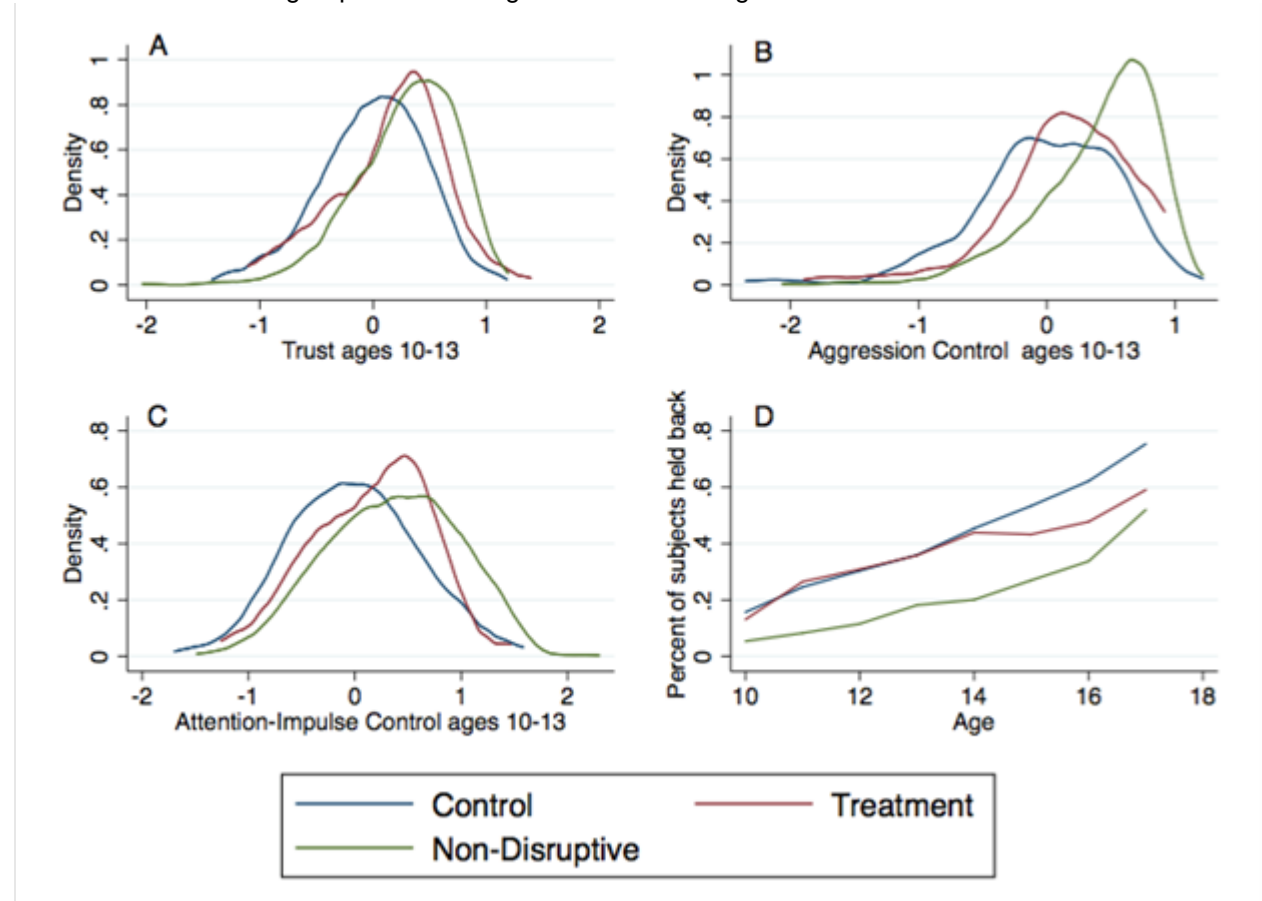 A
Density
0 .2 .4 .6 .8 1
-2 -1 0 1 2
Trust ages 10-13
B
Density
0 .2 .4 .6 .8 1
-2 -1 0 1
Aggression Control ages 10-13
C
Density
0 .2 .4 .6 .8
-2 -1 0 1 2
Attention-Impulse Control ages 10-13
D
Percent of subjects held back
0 .2 .4 .6 .8
10 12 14 16 18
Age
Control
Treatment
Non-Disruptive